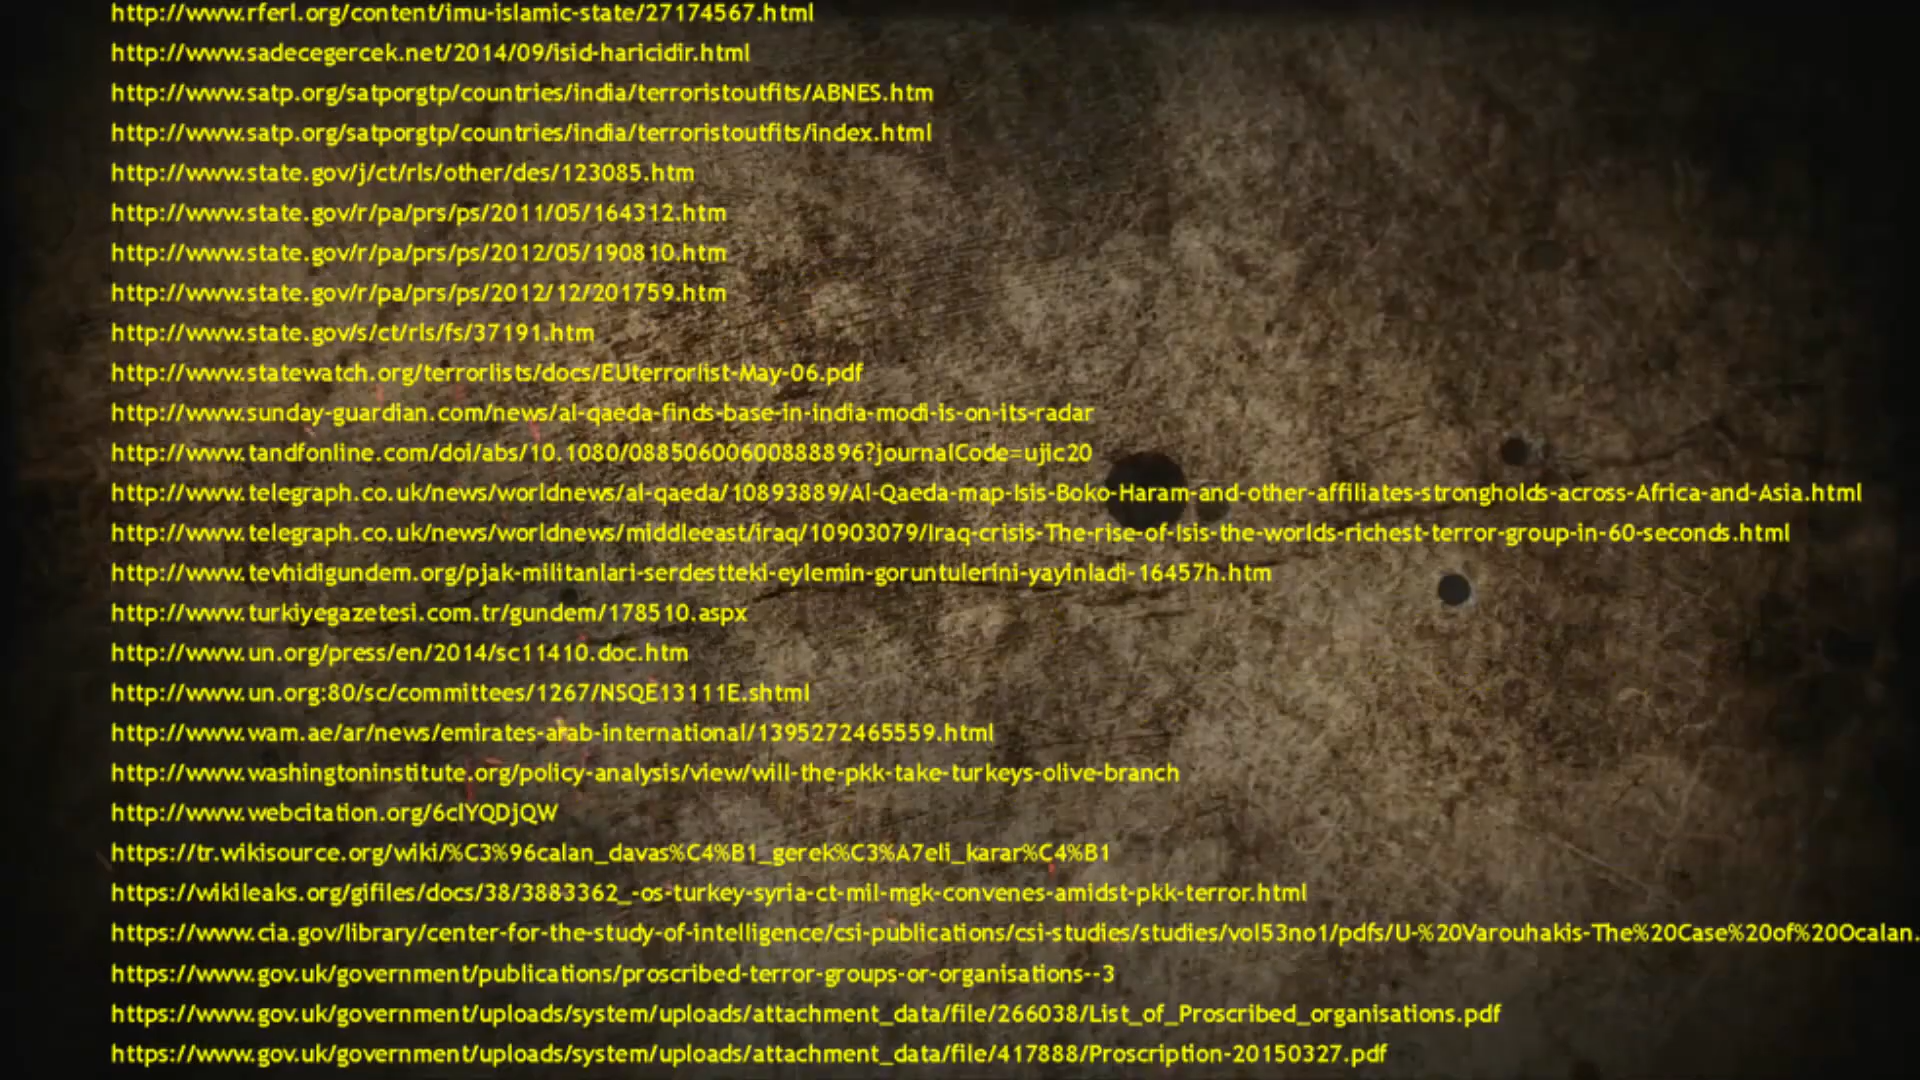 http://www.rferl.org/content/imu-islamic-state/27174567.html
http://www.sadecegercek.net/2014/09/isid-haricidir.html
http://www.satp.org/satporgtp/countries/india/terroristoutfits/ABNES.htm
http://www.satp.org/satporgtp/countries/india/terroristoutfits/index.html
http://www.state.gov/j/ct/rls/other/des/123085.htm
http://www.state.gov/r/pa/prs/ps/2011/05/164312.htm
http://www.state.gov/r/pa/prs/ps/2012/05/190810.htm
http://www.state.gov/r/pa/prs/ps/2012/12/201759.htm
http://www.state.gov/s/ct/rls/fs/37191.htm
http://www.statewatch.org/terrorlists/docs/EUterrorlist-May-06.pdf
http://www.sunday-guardian.com/news/al-qaeda-finds-base-in-india-modi-is-on-its-radar
http://www.tandfonline.com/doi/abs/10.1080/08850600600888896?journalCode=ujic20
http://www.telegraph.co.uk/news/worldnews/al-qaeda/10893889/Al-Qaeda-map-Isis-Boko-Haram-and-other-affiliates-strongholds-across-Africa-and-Asia.html
http://www.telegraph.co.uk/news/worldnews/middleeast/iraq/10903079/Iraq-crisis-The-rise-of-Isis-the-worlds-richest-terror-group-in-60-seconds.html
http://www.tevhidigundem.org/pjak-militanlari-serdestteki-eylemin-goruntulerini-yayinladi-16457h.htm
http://www.turkiyegazetesi.com.tr/gundem/178510.aspx
http://www.un.org/press/en/2014/sc11410.doc.htm
http://www.un.org:80/sc/committees/1267/NSQE13111E.shtml
http://www.wam.ae/ar/news/emirates-arab-international/1395272465559.html
http://www.washingtoninstitute.org/policy-analysis/view/will-the-pkk-take-turkeys-olive-branch
http://www.webcitation.org/6clYQDjQW
https://tr.wikisource.org/wiki/%C3%96calan_davas%C4%B1_gerek%C3%A7eli_karar%C4%B1
https://wikileaks.org/gifiles/docs/38/3883362_-os-turkey-syria-ct-mil-mgk-convenes-amidst-pkk-terror.html
https://www.cia.gov/library/center-for-the-study-of-intelligence/csi-publications/csi-studies/studies/vol53no1/pdfs/U-%20Varouhakis-The%20Case%20of%20Ocalan.
https://www.gov.uk/government/publications/proscribed-terror-groups-or-organisations--3
https://www.gov.uk/government/uploads/system/uploads/attachment_data/file/266038/List_of_Proscribed_organisations.pdf
https://www.gov.uk/government/uploads/system/uploads/attachment_data/file/417888/Proscription-20150327.pdf